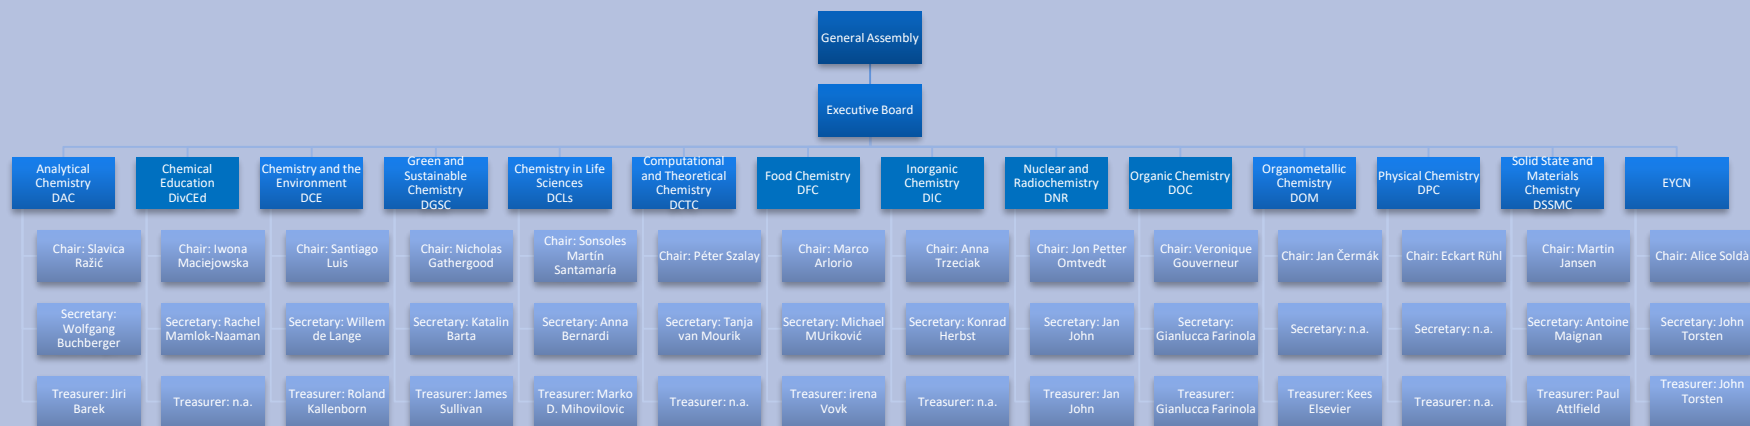 General Assembly
Executive Board
Analytical
Chemistry
DAC
Chemical
Education
DivCEd
Chemistry and the
Environment
DCE
Green and
Sustainable
Chemistry
DGSC
Chemistry in Life
Sciences
DCLs
Computational
and Theoretical
Chemistry
DCTC
Food Chemistry
DFC
Inorganic
Chemistry
DIC
Nuclear and
Radiochemistry
DNR
Organic Chemistry
DOC
Organometallic
Chemistry
DOM
Physical Chemistry
DPC
Solid State and
Materials
Chemistry
DSSMC
EYCN
Chair: Slavica
Ražić
Chair: Iwona
Maciejowska
Chair: Santiago
Luis
Chair: Nicholas
Gathergood
Chair: Sonsoles
Martín
Santamaría
Chair: Péter Szalay
Chair: Marco
Arlorio
Chair: Anna
Trzeciak
Chair: Jon Petter
Omtvedt
Chair: Veronique
Gouverneur
Chair: Jan Čermák
Chair: Eckart Rühl
Chair: Martin
Jansen
Chair: Alice Soldà
Secretary:
Wolfgang
Buchberger
Secretary: Rachel
Mamlok-Naaman
Secretary: Willem
de Lange
Secretary: Katalin
Barta
Secretary: Anna
Bernardi
Secretary: Tanja
van Mourik
Secretary: Michael
MUriković
Secretary: Konrad
Herbst
Secretary: Jan
John
Secretary:
Gianlucca Farinola
Secretary: n.a.
Secretary: n.a.
Secretary: Antoine
Maignan
Secretary: John
Torsten
Treasurer: Jiri
Barek
Treasurer: n.a.
Treasurer: Roland
Kallenborn
Treasurer: James
Sullivan
Treasurer: Marko
D. Mihovilovic
Treasurer: n.a.
Treasurer: irena
Vovk
Treasurer: n.a.
Treasurer: Jan
John
Treasurer:
Gianlucca Farinola
Treasurer: Kees
Elsevier
Treasurer: n.a.
Treasurer: Paul
Attlfield
Treasurer: John
Torsten